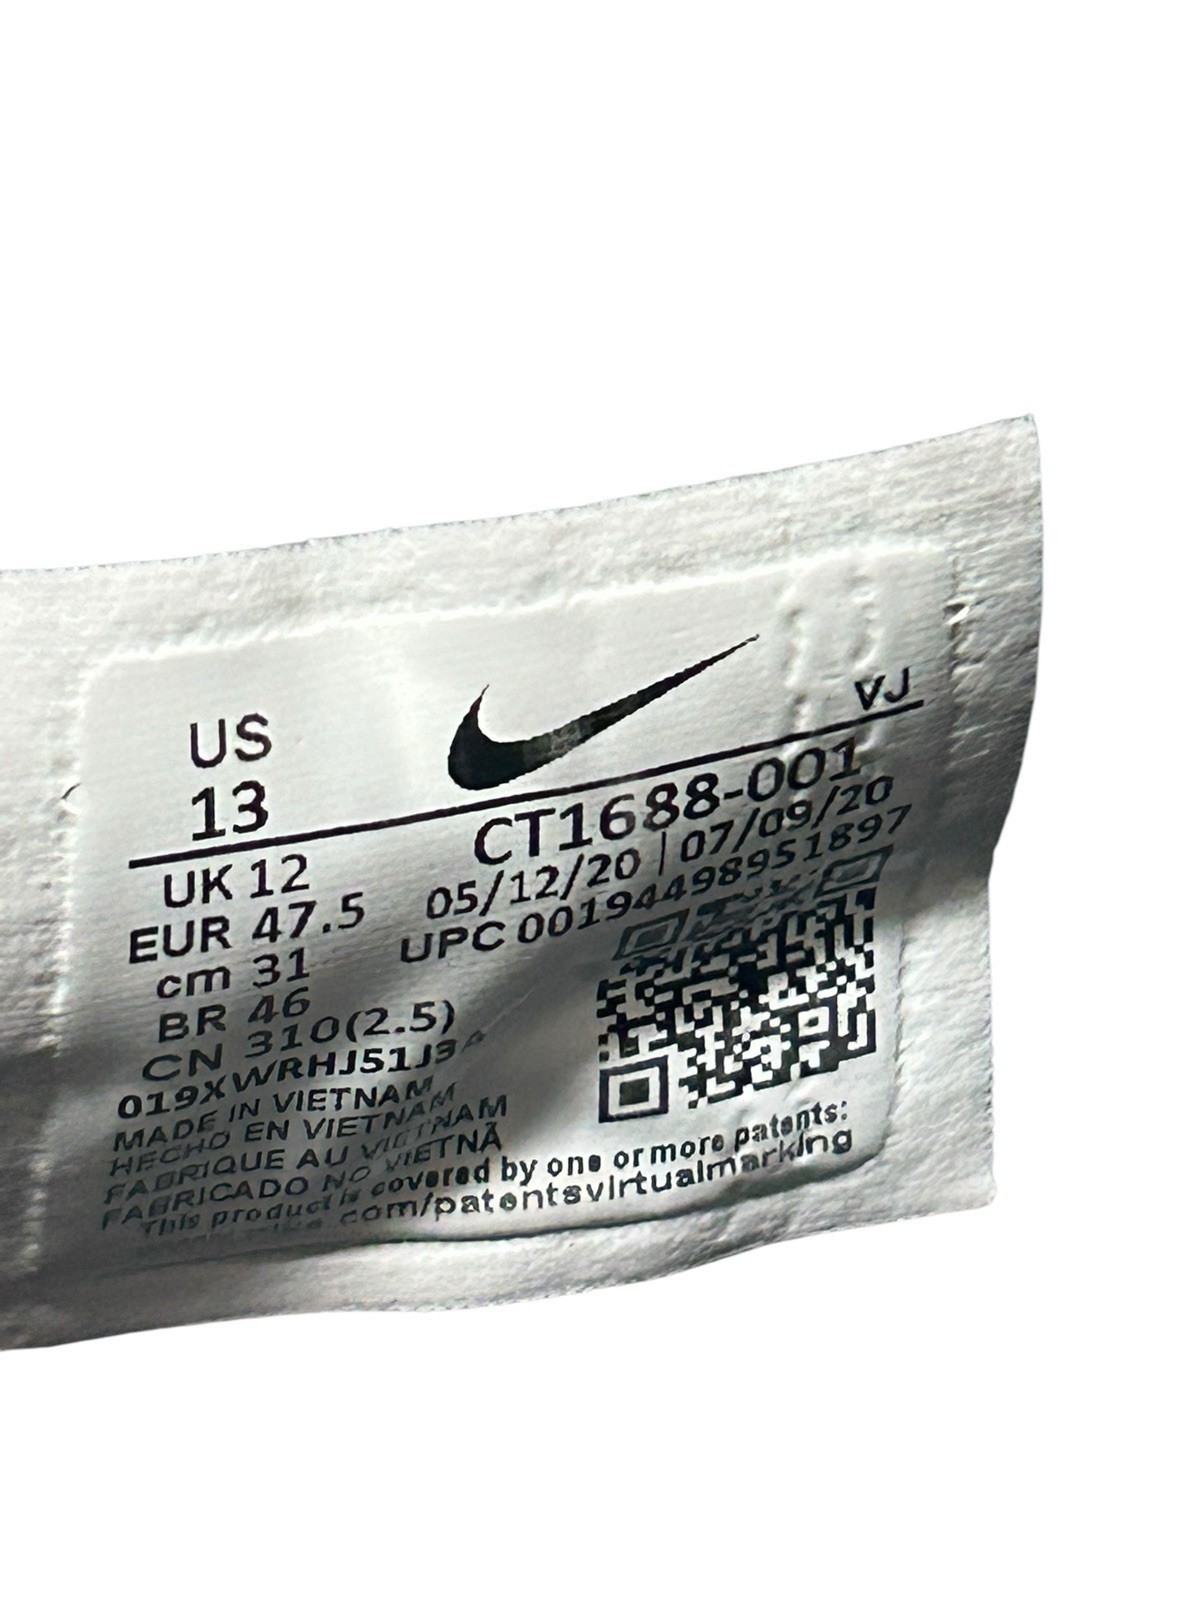 VJ
US
13
CT1688-001
UK 12
05/12/20 | 07/09/20
EUR 47.5
UPC 00194498951897
cm 31
BR 46
CN 310(2.5)
019XWRHJ51J3
MADE IN VIETNAM
HECHO EN VIETNAM
FABRIQUE AU VIETNAM
FABRICADO NO VIETNÃ
This product is covered by one or more patents:
.com/patentsvirtualmarking